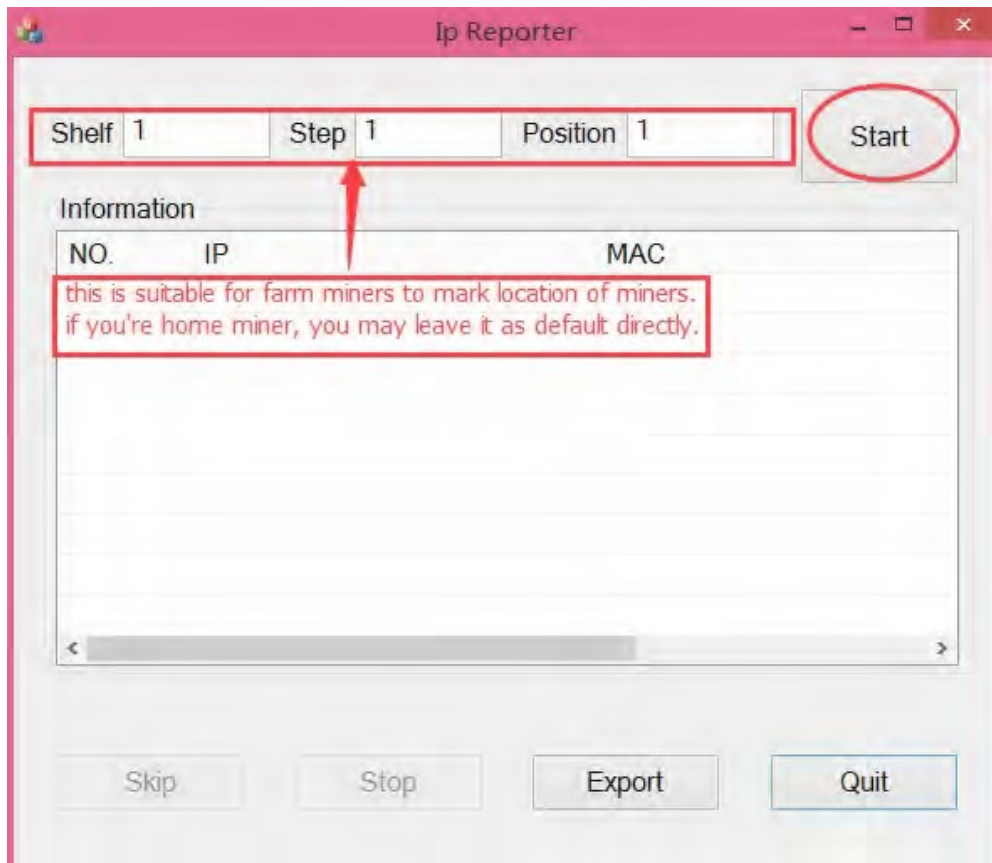 Ip Reporter
Shelf 1 Step 1 Position 1 Start
Information
NO. IP MAC
this is suitable for farm miners to mark location of miners.
if you're home miner, you may leave it as default directly.
Skip Stop Export Quit